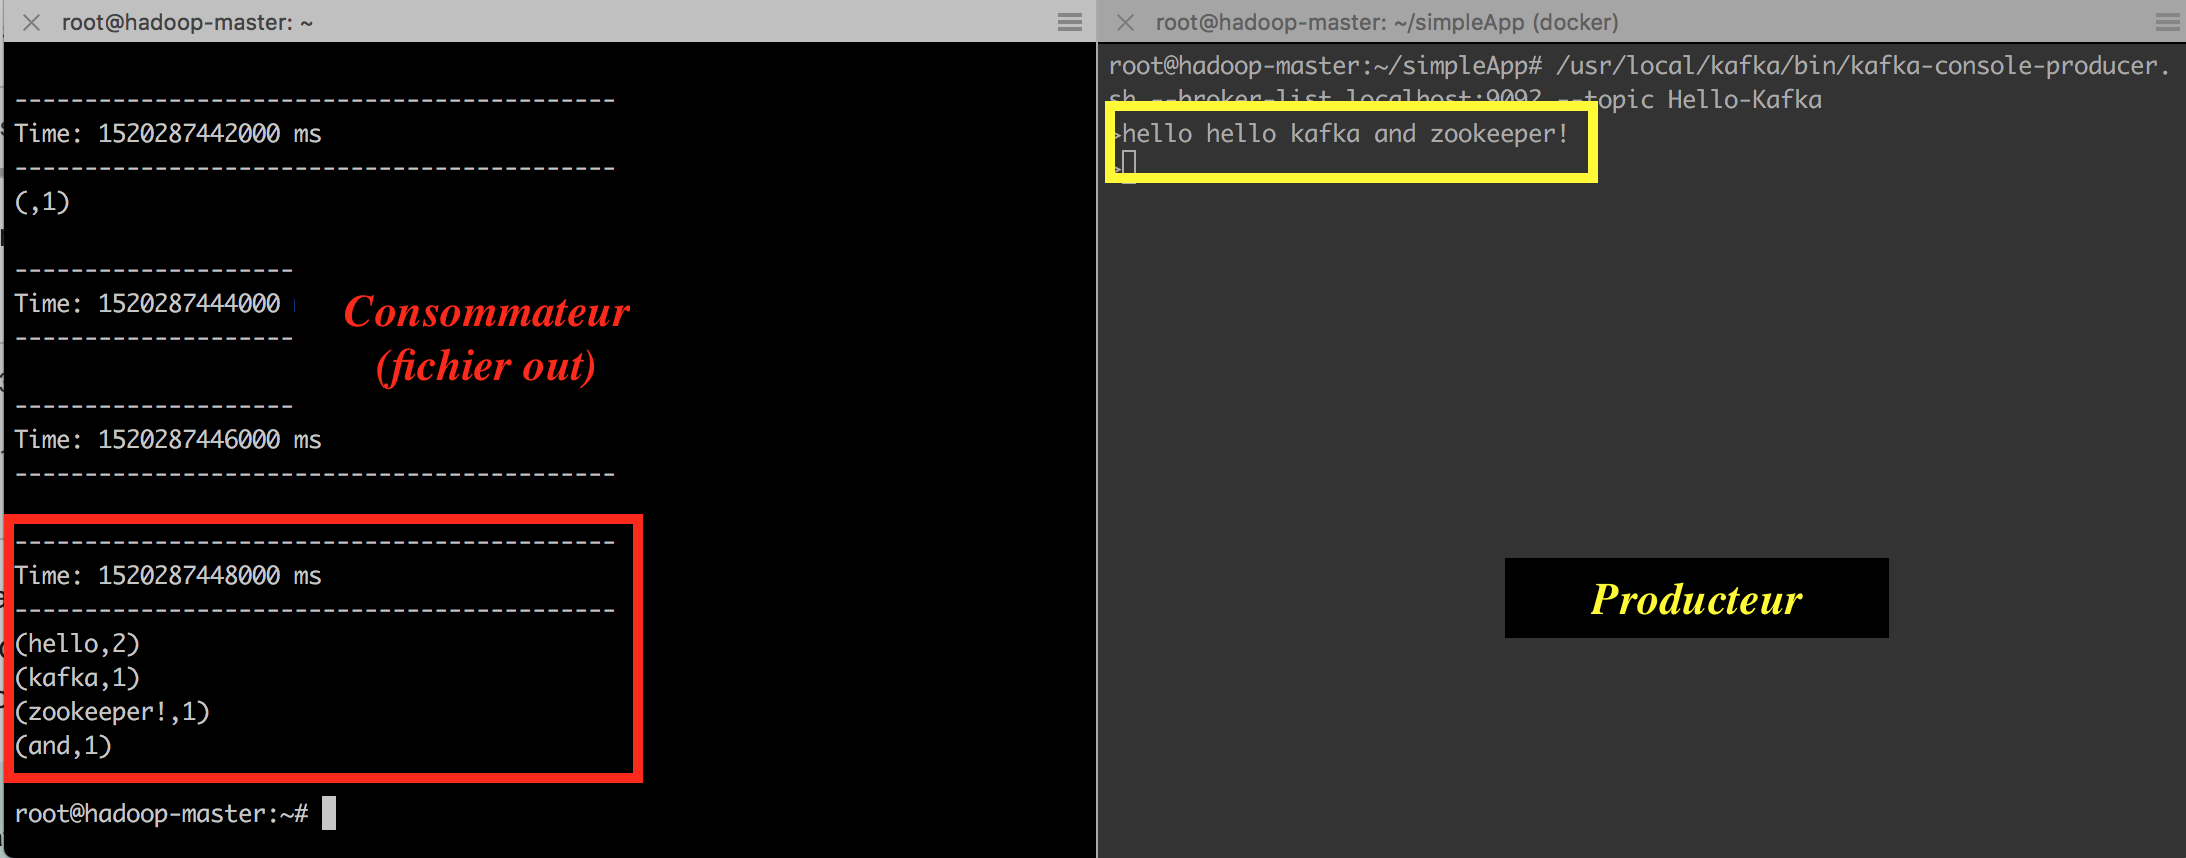 root@hadoop-master: ~
------------------------------------------
Time: 1520287442000 ms
------------------------------------------
(,1)
--------------------
Time: 1520287444000
--------------------
Consommateur
(fichier out)
--------------------
Time: 1520287446000 ms
------------------------------------------
------------------------------------------
Time: 1520287448000 ms
------------------------------------------
(hello,2)
(kafka,1)
(zookeeper!,1)
(and,1)
root@hadoop-master:~#
root@hadoop-master: ~/simpleApp (docker)
root@hadoop-master:~/simpleApp# /usr/local/kafka/bin/kafka-console-producer.
sh --broker-list localhost:9092 --topic Hello-Kafka
>hello hello kafka and zookeeper!
>
Producteur